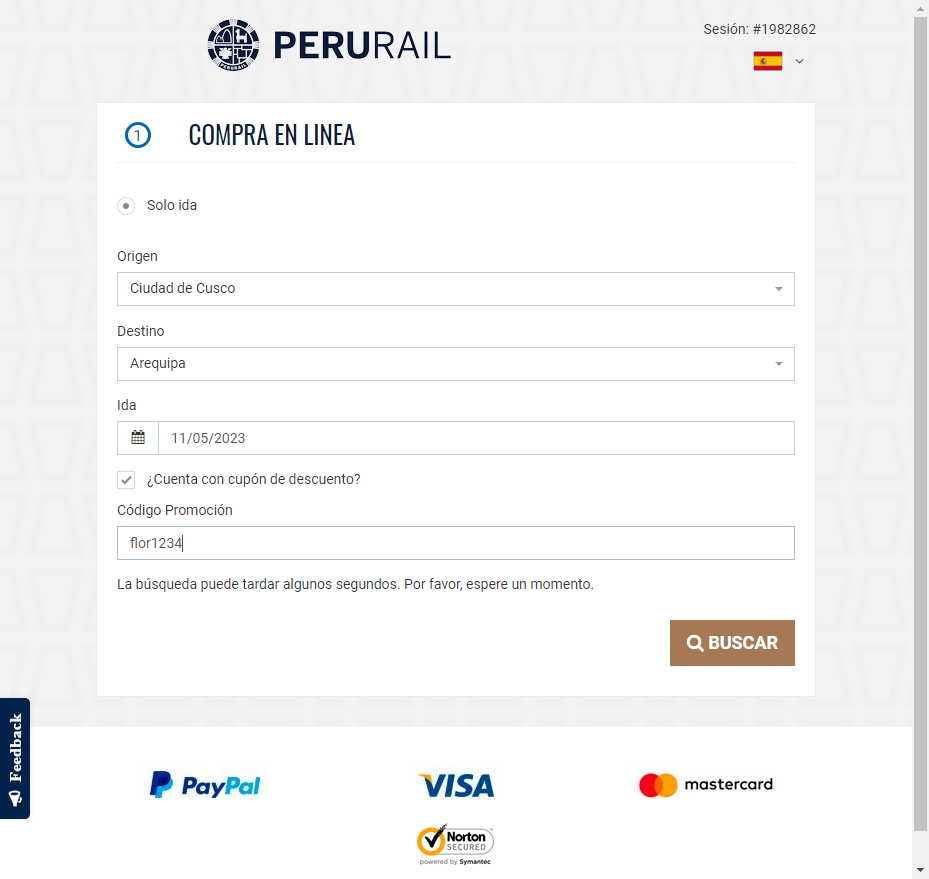 PERURAIL
Sesión: #1982862
1 COMPRA EN LINEA
Solo ida
Origen
Ciudad de Cusco
Destino
Arequipa
Ida
11/05/2023
¿Cuenta con cupón de descuento?
Código Promoción
flor1234
La búsqueda puede tardar algunos segundos. Por favor, espere un momento.
BUSCAR
Feedback
PayPal VISA mastercard
Norton
SECURED
powered by Symantec